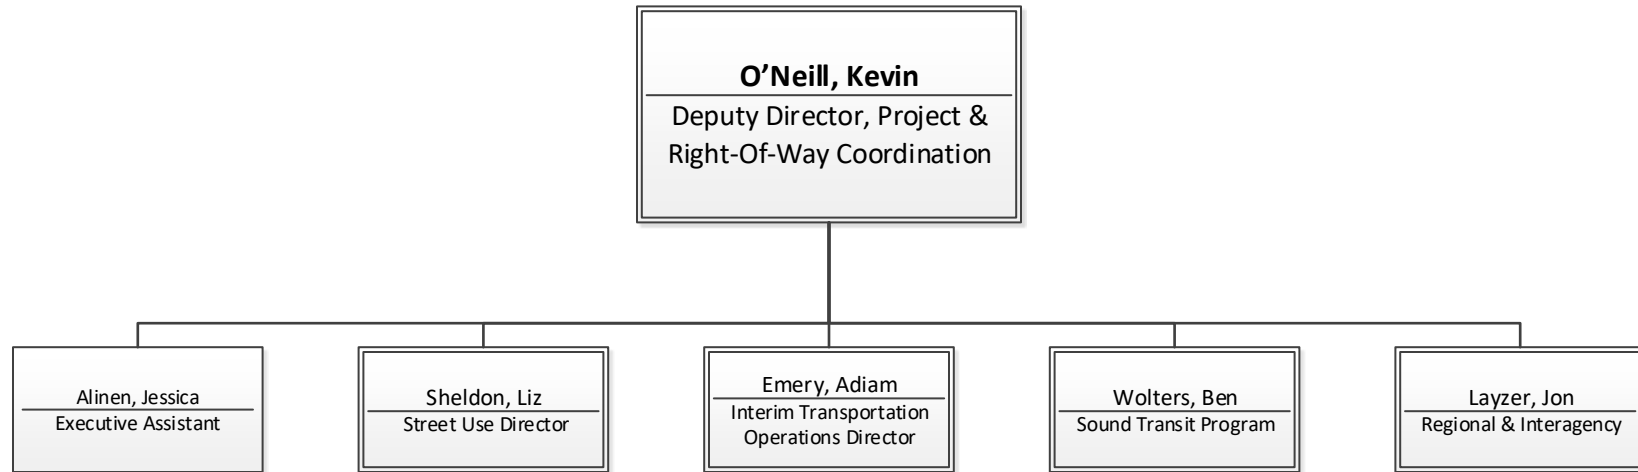 O’Neill, Kevin
Deputy Director, Project &
Right-Of-Way Coordination
Alinen, Jessica
Executive Assistant
Sheldon, Liz
Street Use Director
Emery, Adiam
Interim Transportation
Operations Director
Wolters, Ben
Sound Transit Program
Layzer, Jon
Regional & Interagency